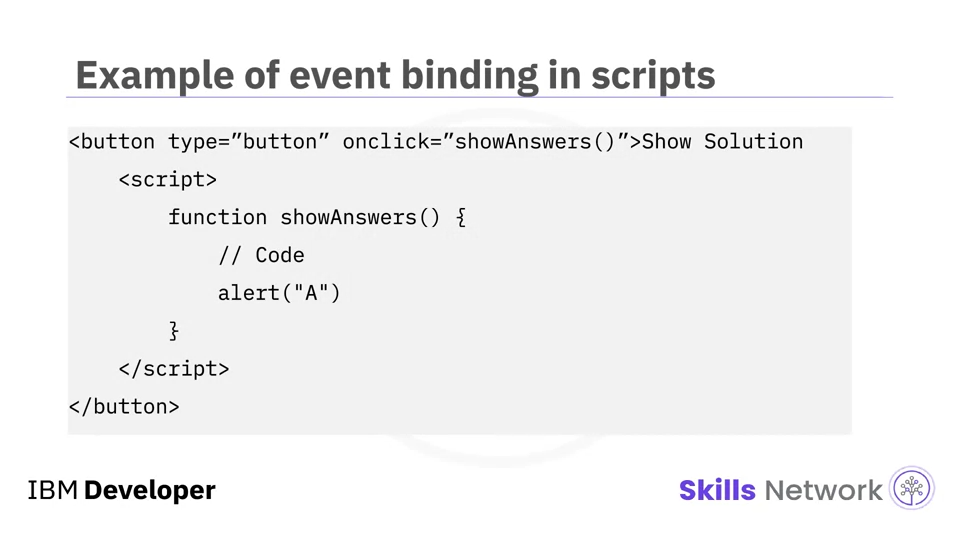 Example of event binding in scripts
<button type=”button” onclick=”showAnswers()”>Show Solution
<script>
function showAnswers() {
// Code
alert("A")
}
</script>
</button>
IBM Developer
Skills Network